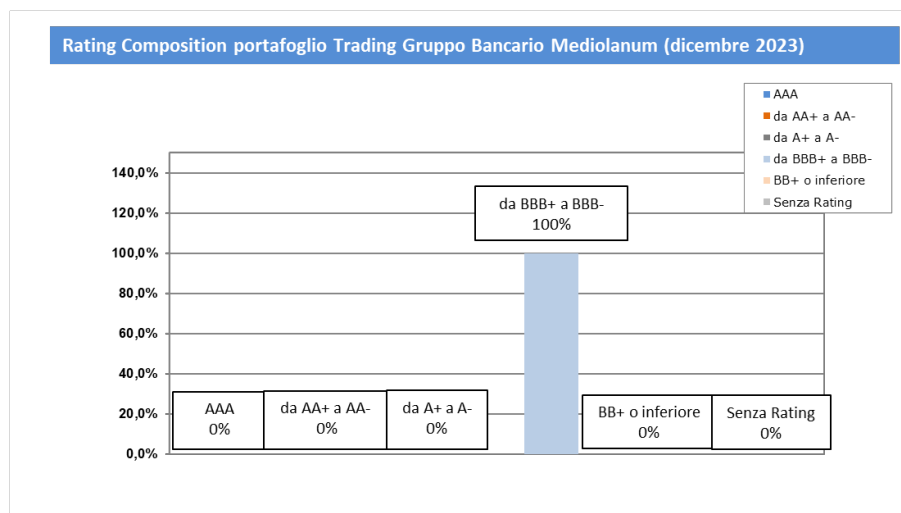 Rating Composition portafoglio Trading Gruppo Bancario Mediolanum (dicembre 2023)
AAA
da AA+ a AA-
da A+ a A-
da BBB+ a BBB-
BB+ o inferiore
Senza Rating
140,0%
120,0%
100,0%
80,0%
60,0%
40,0%
20,0%
0,0%
AAA
0%
da AA+ a AA-
0%
da A+ a A-
0%
da BBB+ a BBB-
100%
BB+ o inferiore
0%
Senza Rating
0%